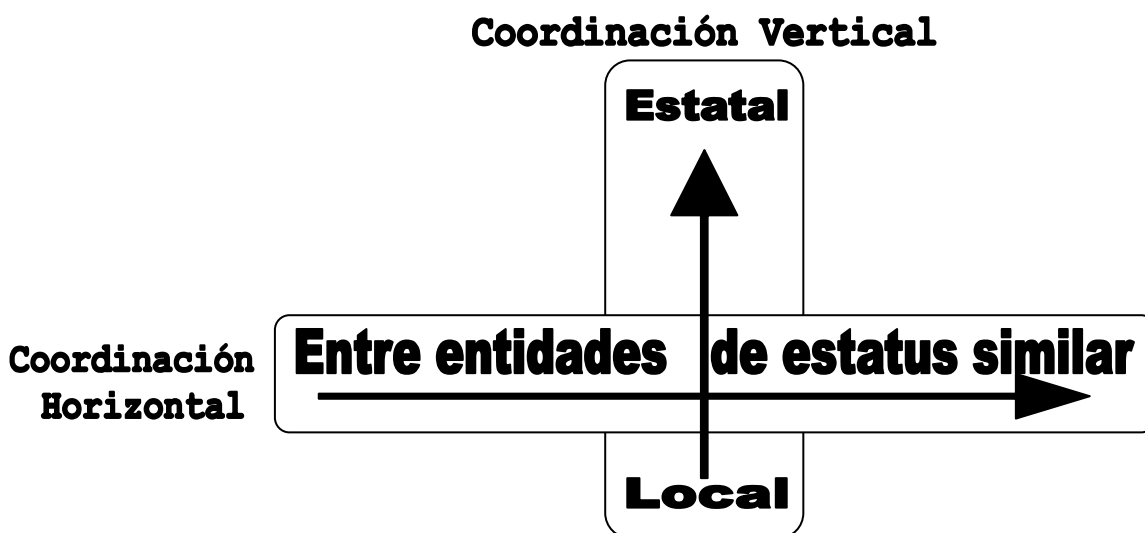 Coordinación Vertical
Estatal
Coordinación
Horizontal
Entre entidades de estatus similar
Local